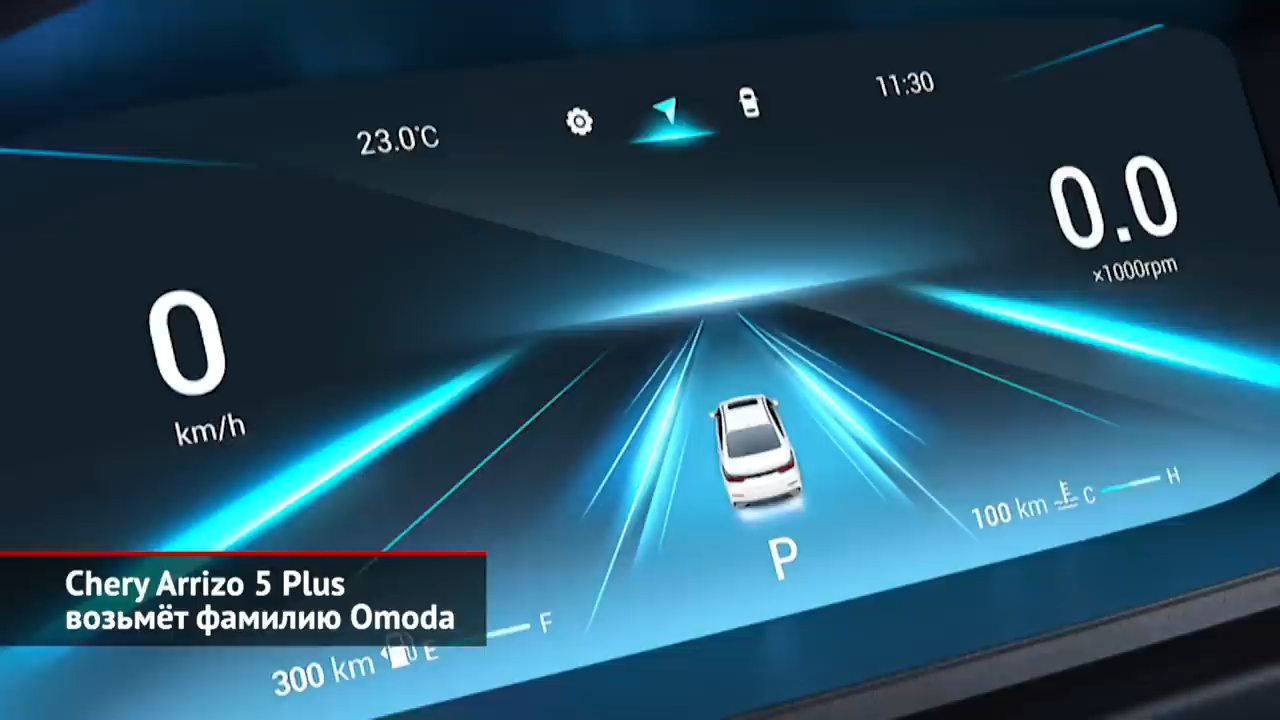 23.0°C
11:30
0.0
×1000rpm
0
km/h
P
100 km C H
Chery Arrizo 5 Plus
возьмёт фамилию Omoda
300 km E F